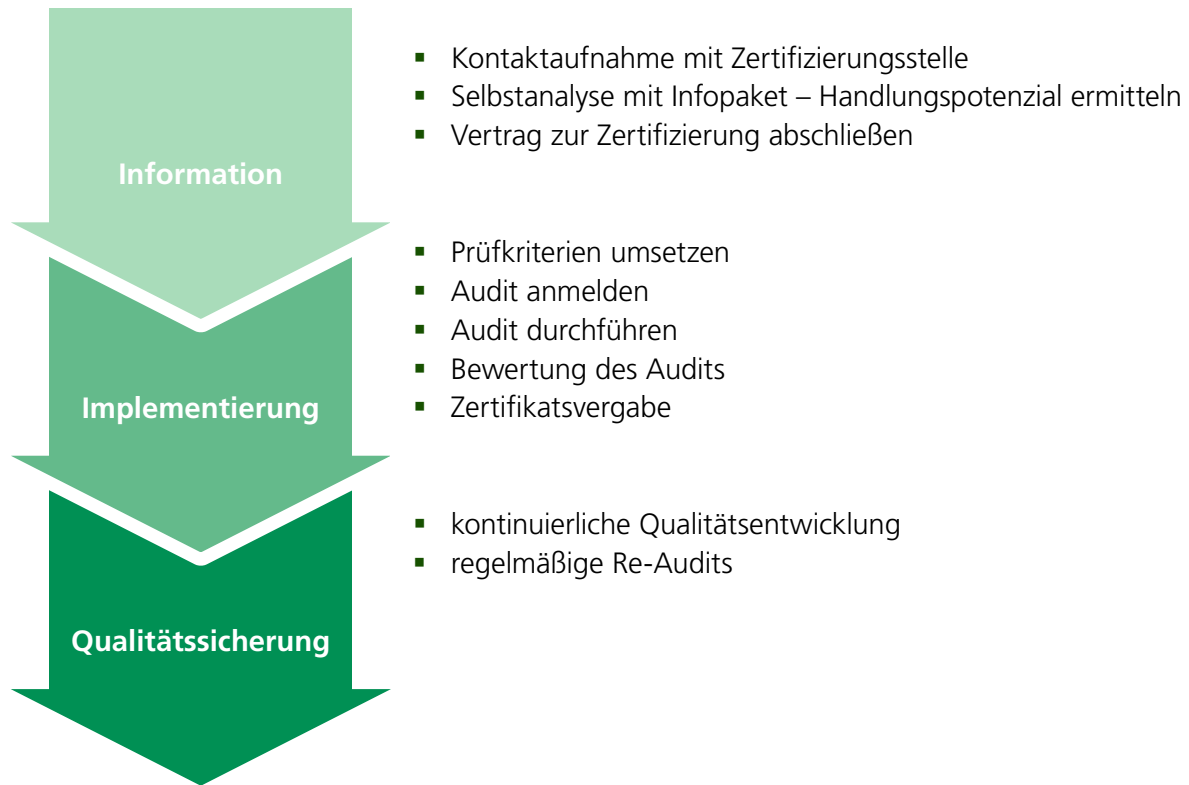 Information
▪ Kontaktaufnahme mit Zertifizierungsstelle
▪ Selbstanalyse mit Infopaket – Handlungspotenzial ermitteln
▪ Vertrag zur Zertifizierung abschließen
Implementierung
▪ Prüfkriterien umsetzen
▪ Audit anmelden
▪ Audit durchführen
▪ Bewertung des Audits
▪ Zertifikatsvergabe
Qualitätssicherung
▪ kontinuierliche Qualitätsentwicklung
▪ regelmäßige Re-Audits